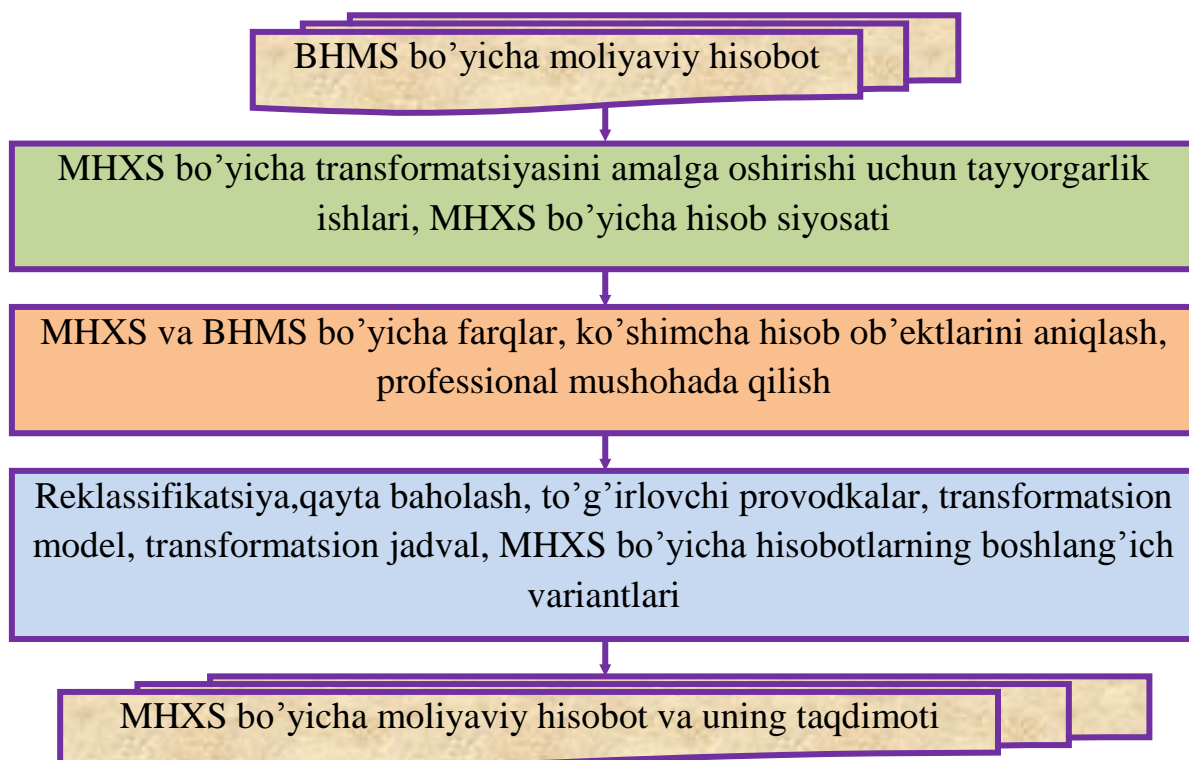 BHMS bo’yicha moliyaviy hisobot
MHXS bo’yicha transformatsiyasini amalga oshirishi uchun tayyorgarlik
ishlari, MHXS bo’yicha hisob siyosati
MHXS va BHMS bo’yicha farqlar, ko’shimcha hisob ob’ektlarini aniqlash,
professional mushohada qilish
Reklassifikatsiya,qayta baholash, to’g’irlovchi provodkalar, transformatsion
model, transformatsion jadval, MHXS bo’yicha hisobotlarning boshlang’ich
variantlari
MHXS bo’yicha moliyaviy hisobot va uning taqdimoti